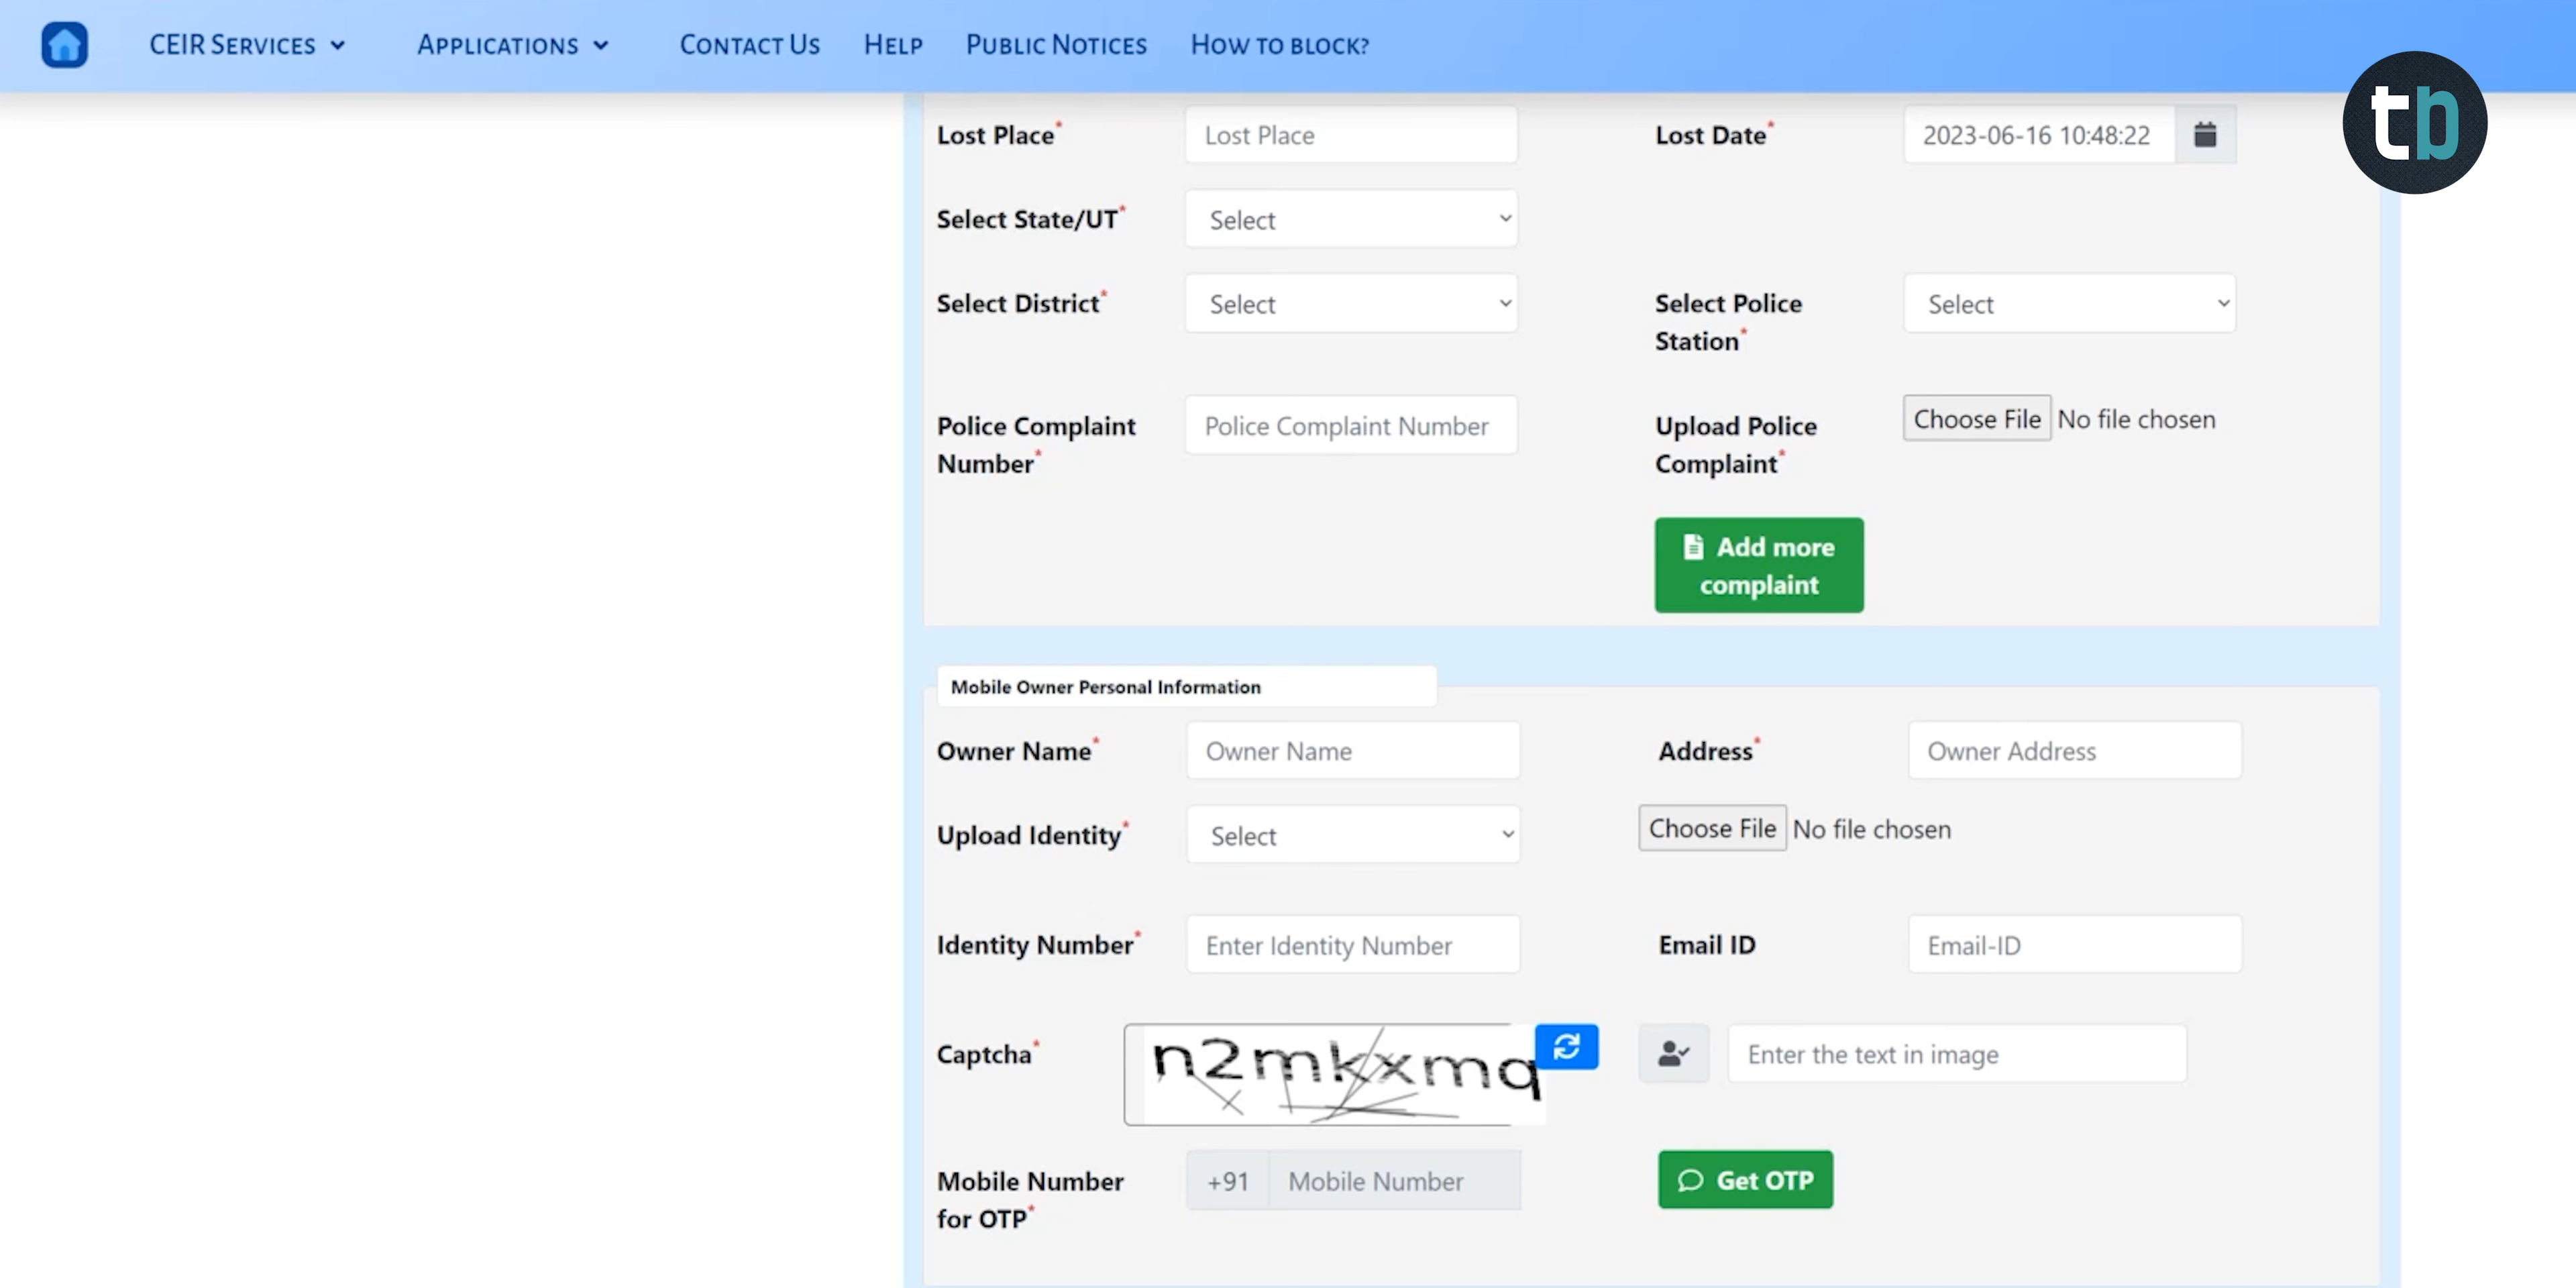 CEIR Services Applications Contact Us Help Public Notices How to block?
tb
Lost Place* Lost Place Lost Date* 2023-06-16 10:48:22
Select State/UT* Select
Select District* Select Select Police
Station* Select
Police Complaint
Number* Police Complaint Number Upload Police
Complaint* Choose File No file chosen
Add more
complaint
Mobile Owner Personal Information
Owner Name* Owner Name Address* Owner Address
Upload Identity* Select Choose File No file chosen
Identity Number* Enter Identity Number Email ID Email-ID
Captcha* n2mkxmq Enter the text in image
Mobile Number
for OTP* +91 Mobile Number Get OTP